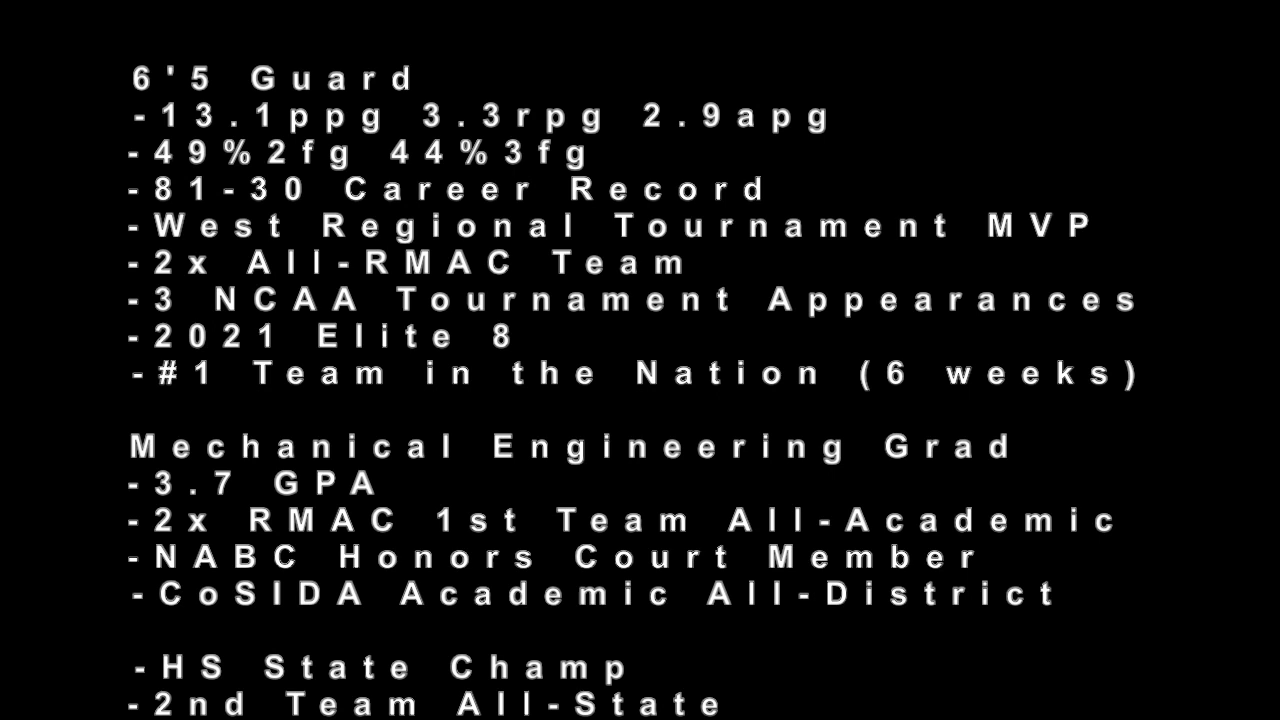 6'5 Guard
-13.1ppg 3.3rpg 2.9apg
-49%2fg 44%3fg
-81-30 Career Record
-West Regional Tournament MVP
-2x All-RMAC Team
-3 NCAA Tournament Appearances
-2021 Elite 8
-#1 Team in the Nation (6 weeks)
Mechanical Engineering Grad
-3.7 GPA
-2x RMAC 1st Team All-Academic
-NABC Honors Court Member
-CoSIDA Academic All-District
-HS State Champ
-2nd Team All-State